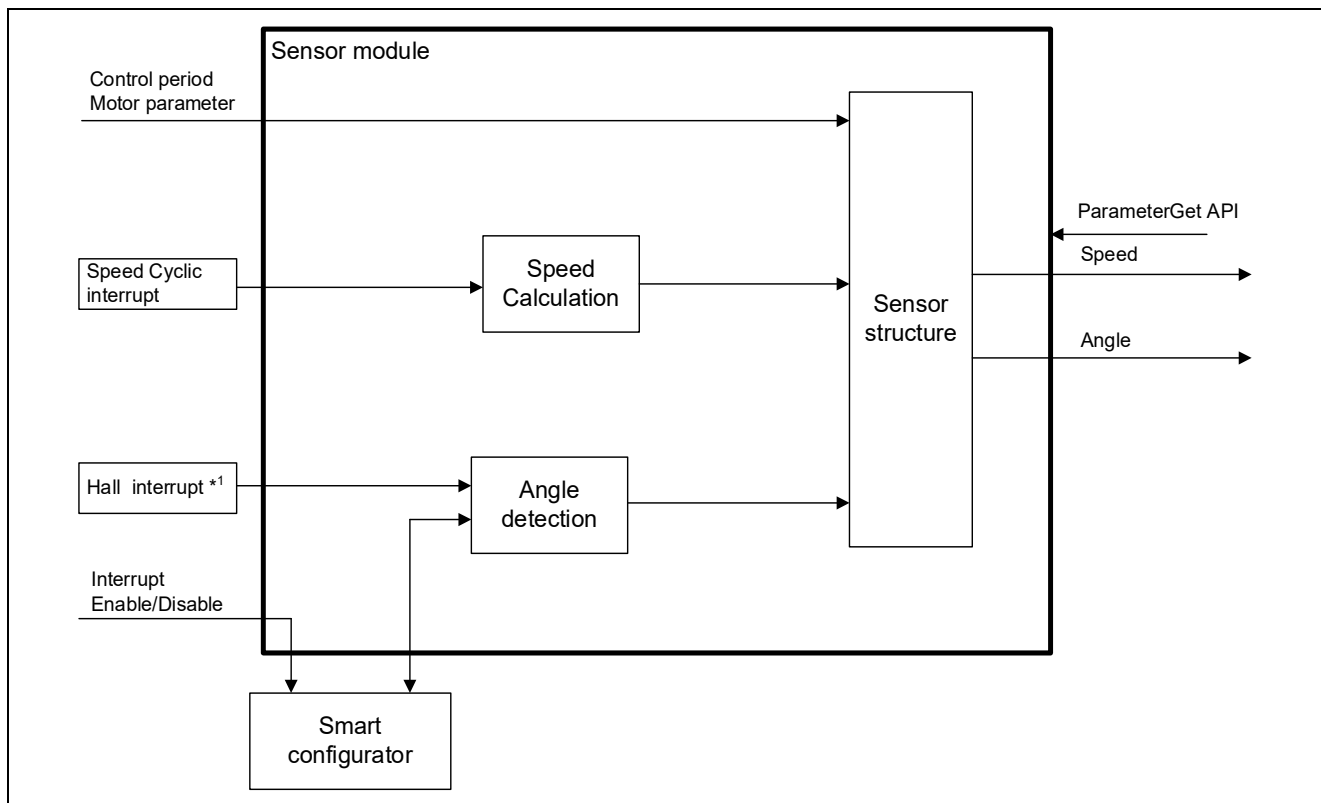 Sensor module
Control period
Motor parameter
ParameterGet API
Speed
Speed Cyclic
interrupt
Speed
Calculation
Sensor
structure
Angle
Hall interrupt *1
Angle
detection
Interrupt
Enable/Disable
Smart
configurator